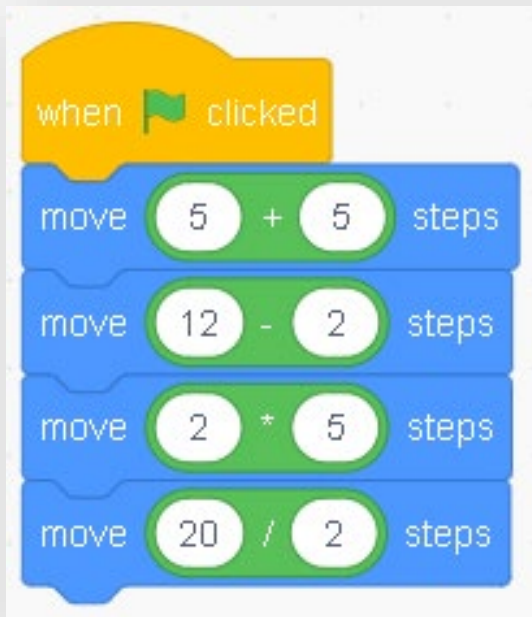 when clicked
move 5 + 5 steps
move 12 - 2 steps
move 2 * 5 steps
move 20 / 2 steps